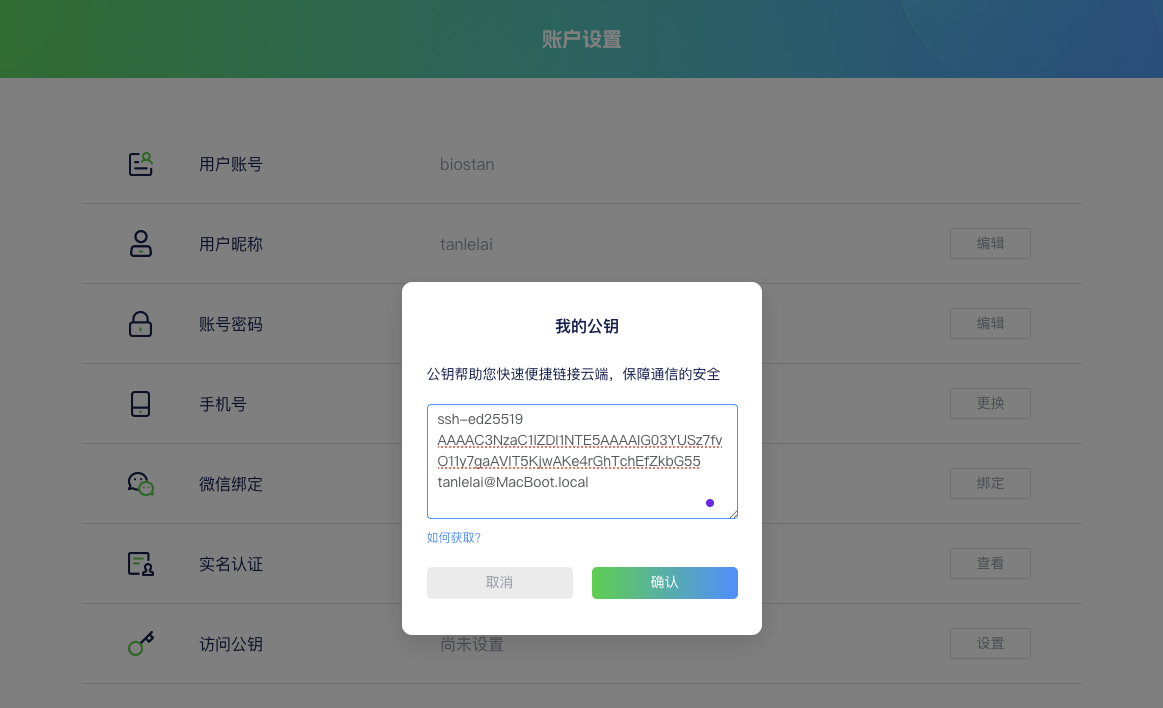 账户设置
用户账号 biostan
用户昵称 tanlelai 编辑
账号密码 编辑
手机号 更换
微信绑定 绑定
实名认证 查看
访问公钥 尚未设置 设置
我的公钥
公钥帮助您快速便捷链接云端，保障通信的安全
ssh-ed25519
AAAAC3NzaC1lZDI1NTE5AAAAIG03YUSz7fv
O11y7gaAVIT5KjwAKe4rGhTchEfZkbG55
tanlelai@MacBoot.local
如何获取?
取消 确认